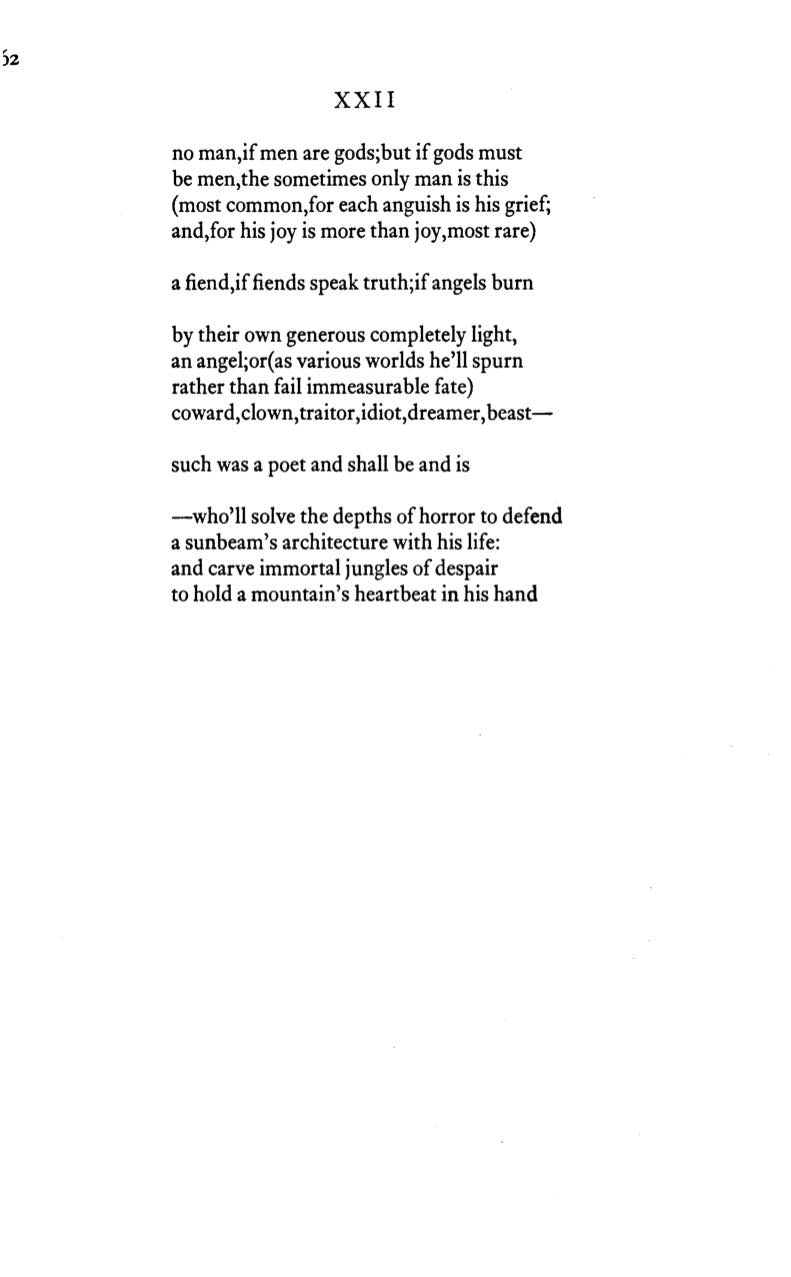 XXII
no man,if men are gods;but if gods must
be men,the sometimes only man is this
(most common,for each anguish is his grief;
and,for his joy is more than joy,most rare)
a fiend,if fiends speak truth;if angels burn
by their own generous completely light,
an angel;or(as various worlds he'll spurn
rather than fail immeasurable fate)
coward,clown,traitor,idiot,dreamer,beast—
such was a poet and shall be and is
—who'll solve the depths of horror to defend
a sunbeam's architecture with his life:
and carve immortal jungles of despair
to hold a mountain's heartbeat in his hand